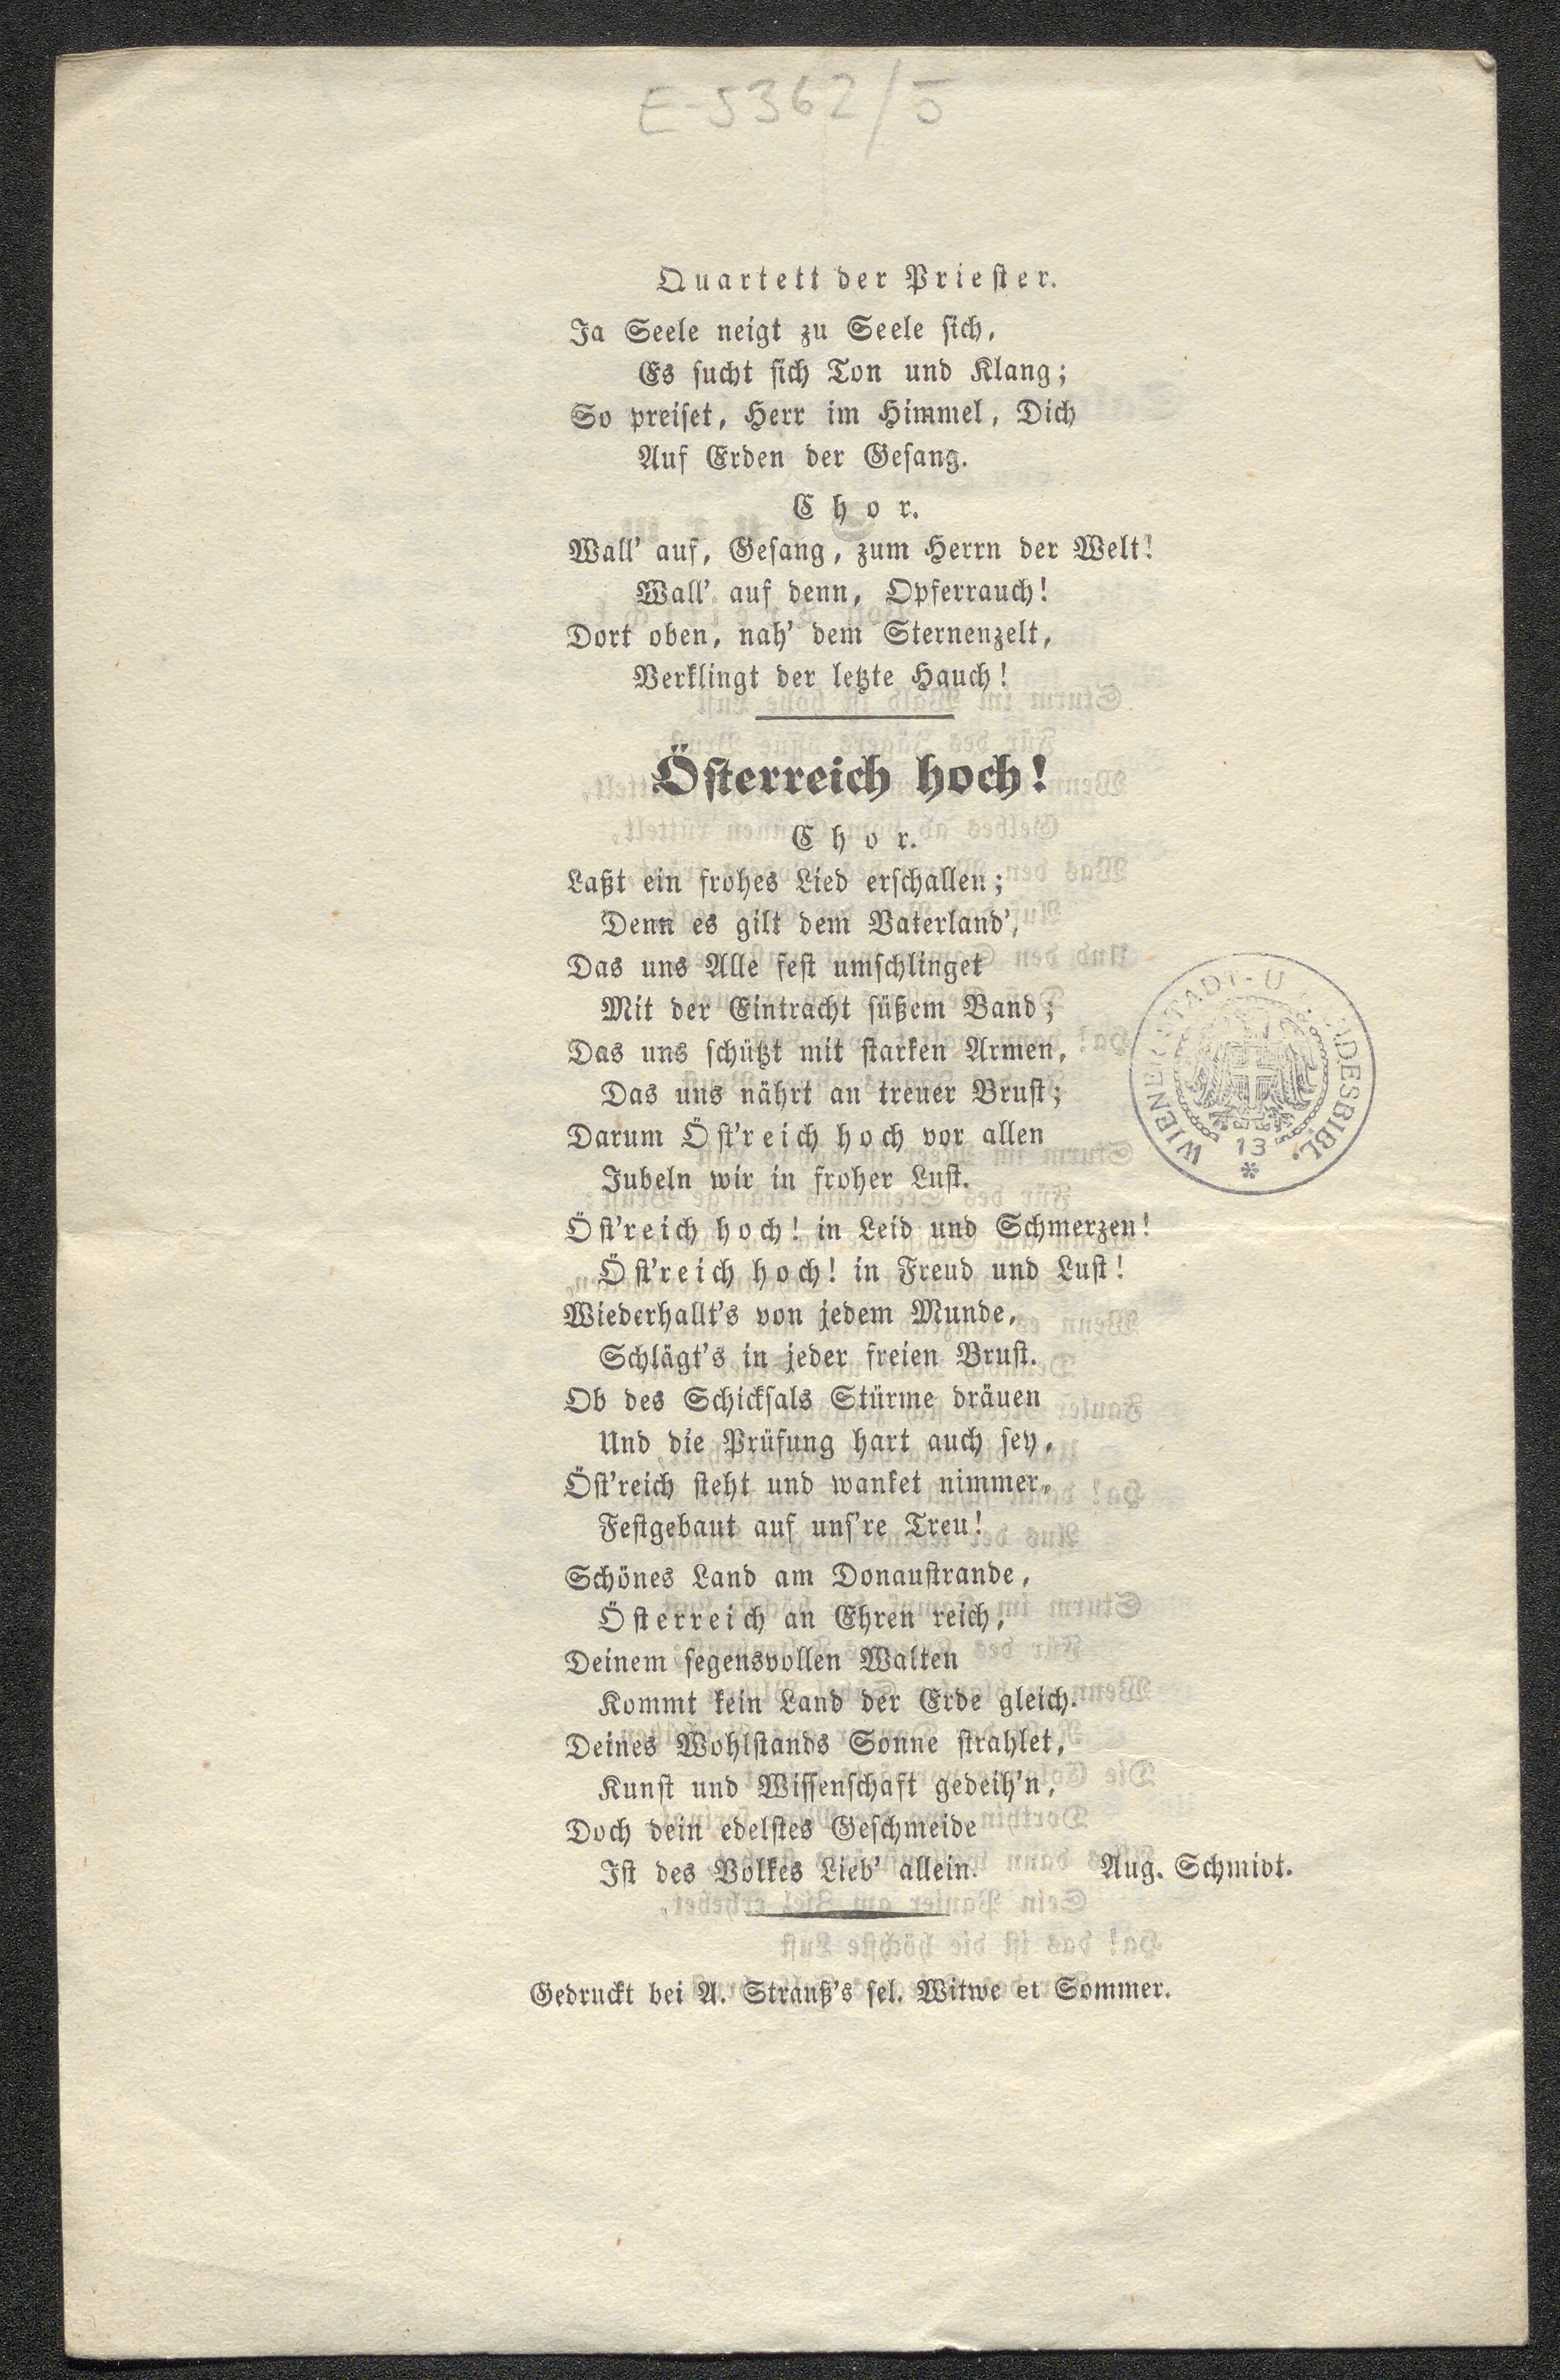 E-5362/5
Quartett der Priester.
Ja Seele neigt zu Seele sich,
Es sucht sich Ton und Klang;
So preiset, Herr im Himmel, Dich
Auf Erden der Gesang.
Chor.
Wall' auf, Gesang, zum Herrn der Welt!
Wall' auf denn, Opferrauch!
Dort oben, nah' dem Sternenzelt,
Verklingt der letzte Hauch!
Österreich hoch!
Chor.
Laßt ein frohes Lied erschallen;
Denn es gilt dem Vaterland',
Das uns Alle fest umschlinget
Mit der Eintracht süßem Band;
Das uns schützt mit starken Armen,
Das uns nährt an treuer Brust;
Darum Öst'reich hoch vor allen
Jubeln wir in froher Lust.
Öst'reich hoch! in Leid und Schmerzen!
Öst'reich hoch! in Freud und Lust!
Wiederhallt's von jedem Munde,
Schlägt's in jeder freien Brust.
Ob des Schicksals Stürme dräuen
Und die Prüfung hart auch sey,
Öst'reich steht und wanket nimmer,
Festgebaut auf uns're Treu!
Schönes Land am Donaustrande,
Österreich an Ehren reich,
Deinem segensvollen Walten
Kommt kein Land der Erde gleich.
Deines Wohlstands Sonne strahlet,
Kunst und Wissenschaft gedeih'n,
Doch dein edelstes Geschmeide
Ist des Volkes Lieb' allein. Aug. Schmidt.
Gedruckt bei A. Strauß's sel. Witwe et Sommer.
WIENER STADT- U. LANDESBIBL.
13